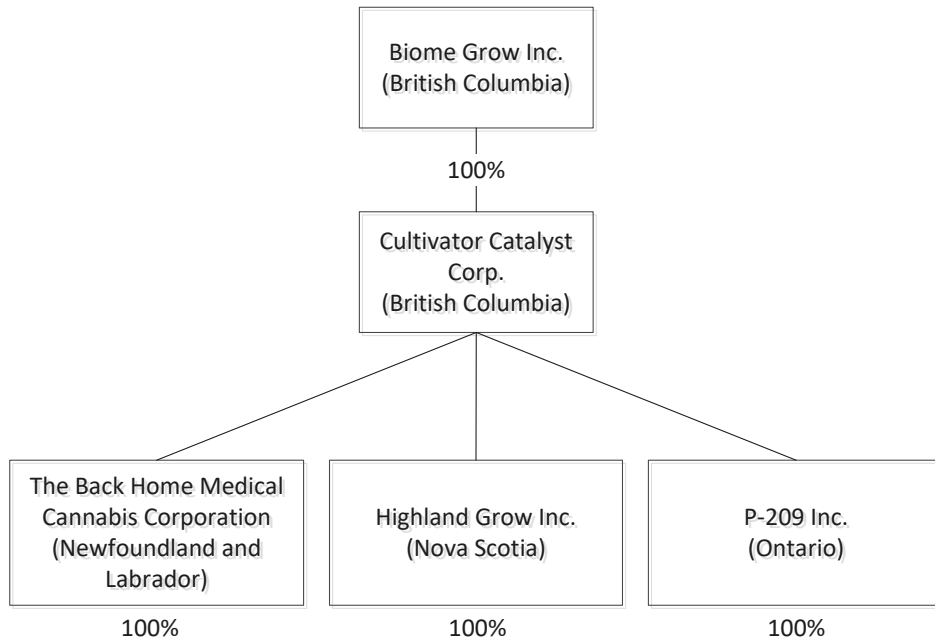 Biome Grow Inc.
(British Columbia)
100%
Cultivator Catalyst
Corp.
(British Columbia)
The Back Home Medical
Cannabis Corporation
(Newfoundland and
Labrador)
Highland Grow Inc.
(Nova Scotia)
P-209 Inc.
(Ontario)
100%
100%
100%